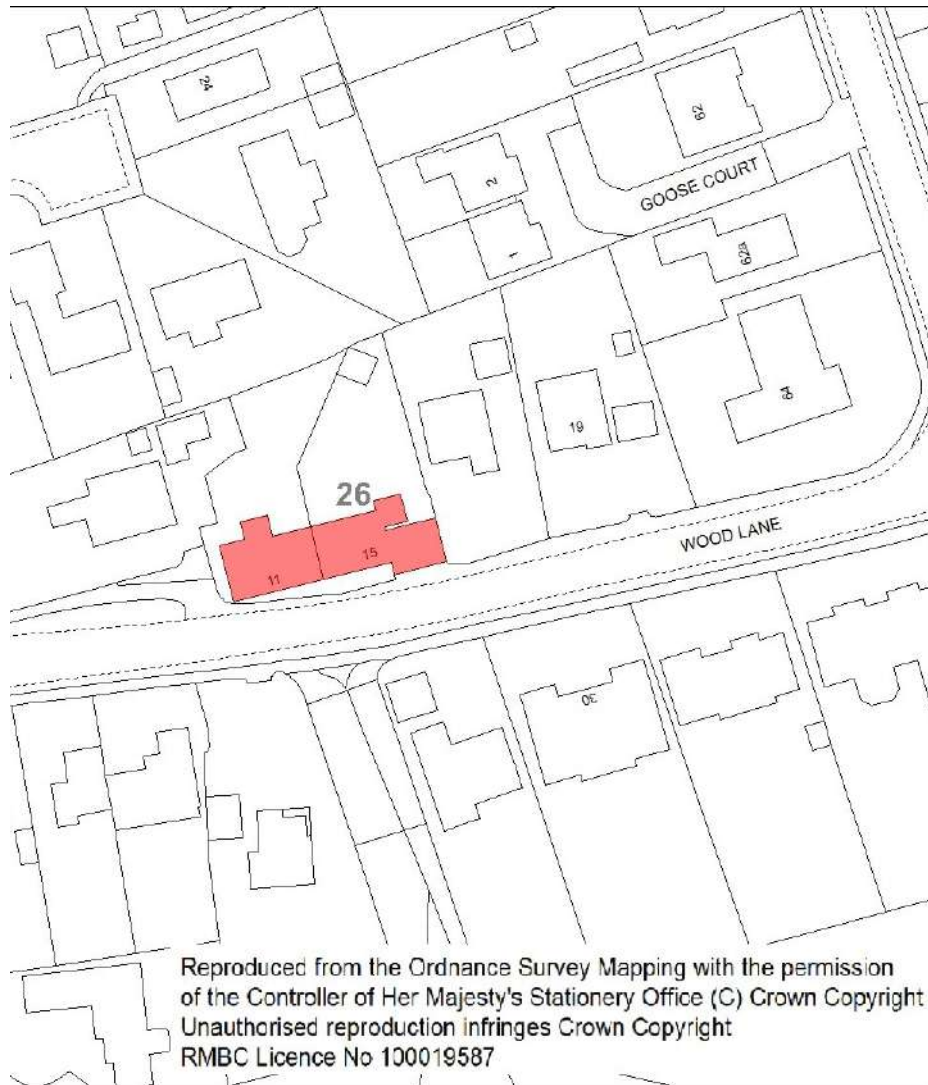 24
62
2
GOOSE COURT
1
62a
64
19
26
WOOD LANE
15
11
30
Reproduced from the Ordnance Survey Mapping with the permission
of the Controller of Her Majesty's Stationery Office (C) Crown Copyright
Unauthorised reproduction infringes Crown Copyright
RMBC Licence No 100019587